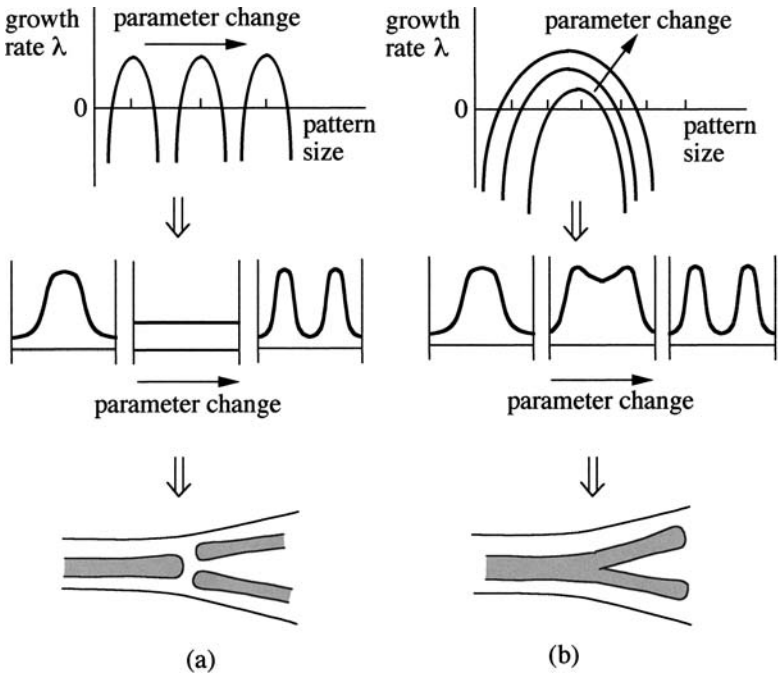 growth
rate λ
parameter change
0
pattern
size
parameter change
(a)
growth
rate λ
parameter change
0
pattern
size
parameter change
(b)